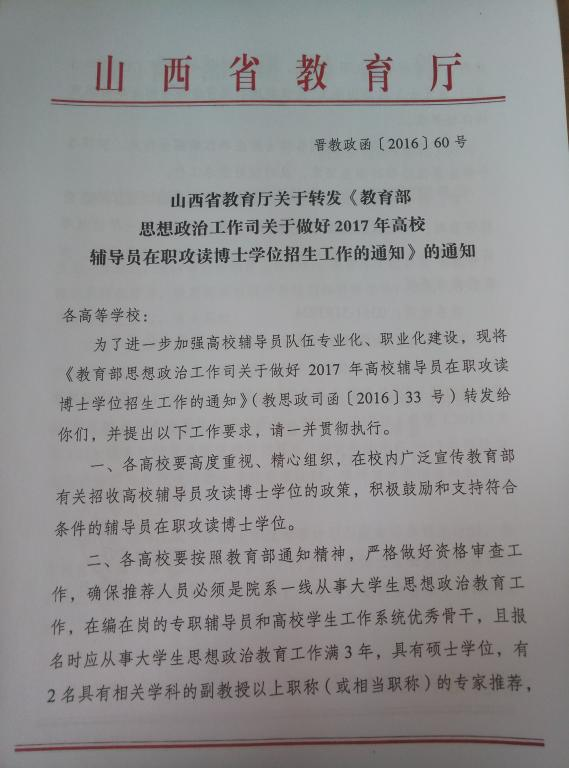 山西省教育厅
晋教政函〔2016〕60号
山西省教育厅关于转发《教育部
思想政治工作司关于做好2017年高校
辅导员在职攻读博士学位招生工作的通知》的通知
各高等学校：
为了进一步加强高校辅导员队伍专业化、职业化建设，现将
《教育部思想政治工作司关于做好 2017 年高校辅导员在职攻读
博士学位招生工作的通知》（教思政司函〔2016〕33 号）转发给
你们，并提出以下工作要求，请一并贯彻执行。
一、各高校要高度重视、精心组织，在校内广泛宣传教育部
有关招收高校辅导员攻读博士学位的政策，积极鼓励和支持符合
条件的辅导员在职攻读博士学位。
二、各高校要按照教育部通知精神，严格做好资格审查工
作，确保推荐人员必须是院系一线从事大学生思想政治教育工
作，在编在岗的专职辅导员和高校学生工作系统优秀骨干，且报
名时应从事大学生思想政治教育工作满3年，具有硕士学位，有
2名具有相关学科的副教授以上职称（或相当职称）的专家推荐，